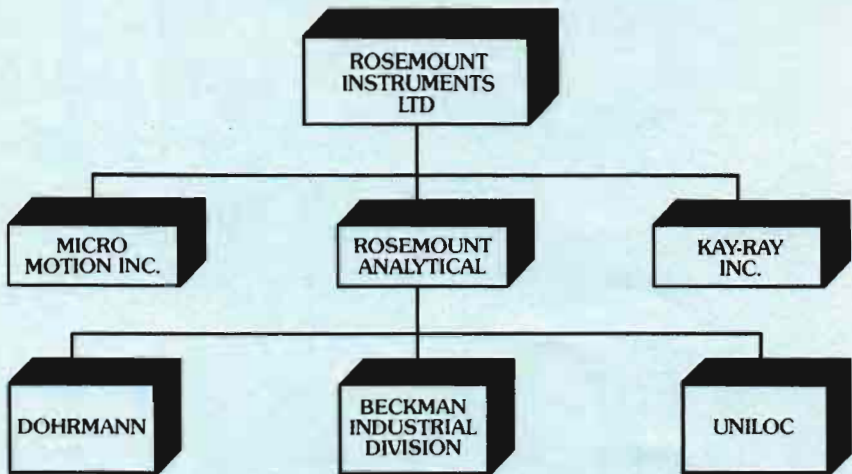 ROSEMOUNT
INSTRUMENTS
LTD
MICRO
MOTION INC.
ROSEMOUNT
ANALYTICAL
KAY-RAY
INC.
DOHRMANN
BECKMAN
INDUSTRIAL
DIVISION
UNILOC